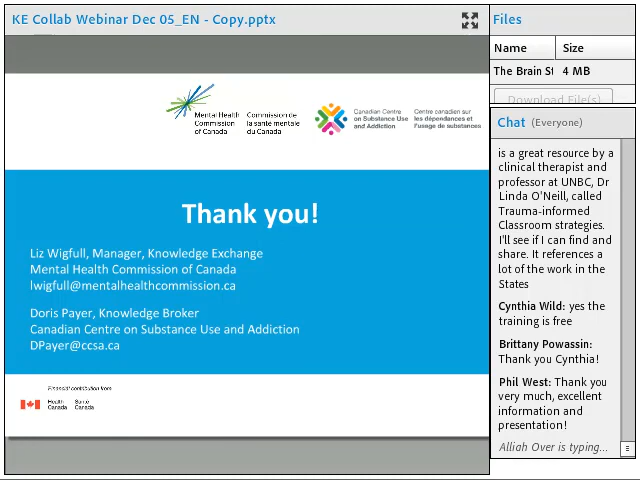 KE Collab Webinar Dec 05_EN - Copy.pptx
Mental Health
Commission
of Canada
Commission de
la santé mentale
du Canada
Canadian Centre
on Substance Use
and Addiction
Centre canadien sur
les dépendances et
l'usage de substances
Thank you!
Liz Wigfull, Manager, Knowledge Exchange
Mental Health Commission of Canada
lwigfull@mentalhealthcommission.ca
Doris Payer, Knowledge Broker
Canadian Centre on Substance Use and Addiction
DPayer@ccsa.ca
Financial contribution from
Health
Canada
Santé
Canada
Files
Name Size
The Brain St 4 MB
Download File(s)
Chat (Everyone)
is a great resource by a
clinical therapist and
professor at UNBC, Dr
Linda O'Neill, called
Trauma-informed
Classroom strategies.
I'll see if I can find and
share. It references a
lot of the work in the
States
Cynthia Wild: yes the
training is free
Brittany Powassin:
Thank you Cynthia!
Phil West: Thank you
very much, excellent
information and
presentation!
Alliah Over is typing...